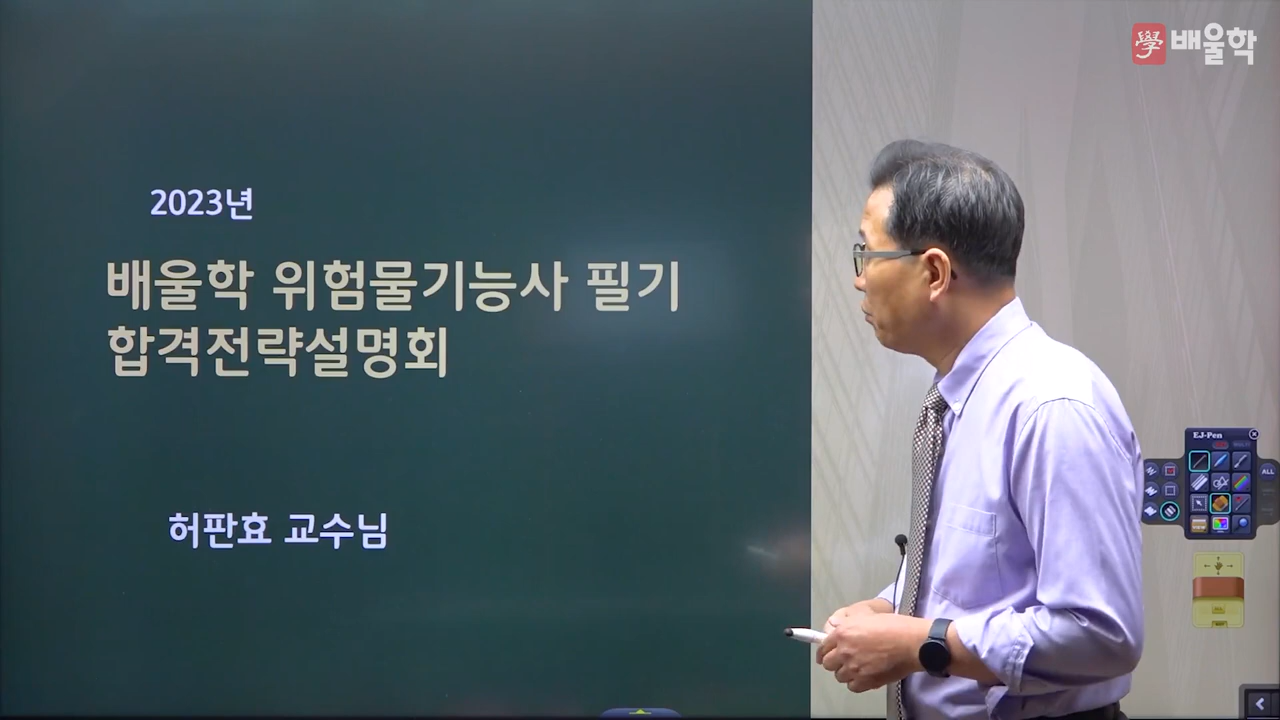 學 배울학
2023년
배울학 위험물기능사 필기
합격전략설명회
허판효 교수님
EJ-Pen
ALL